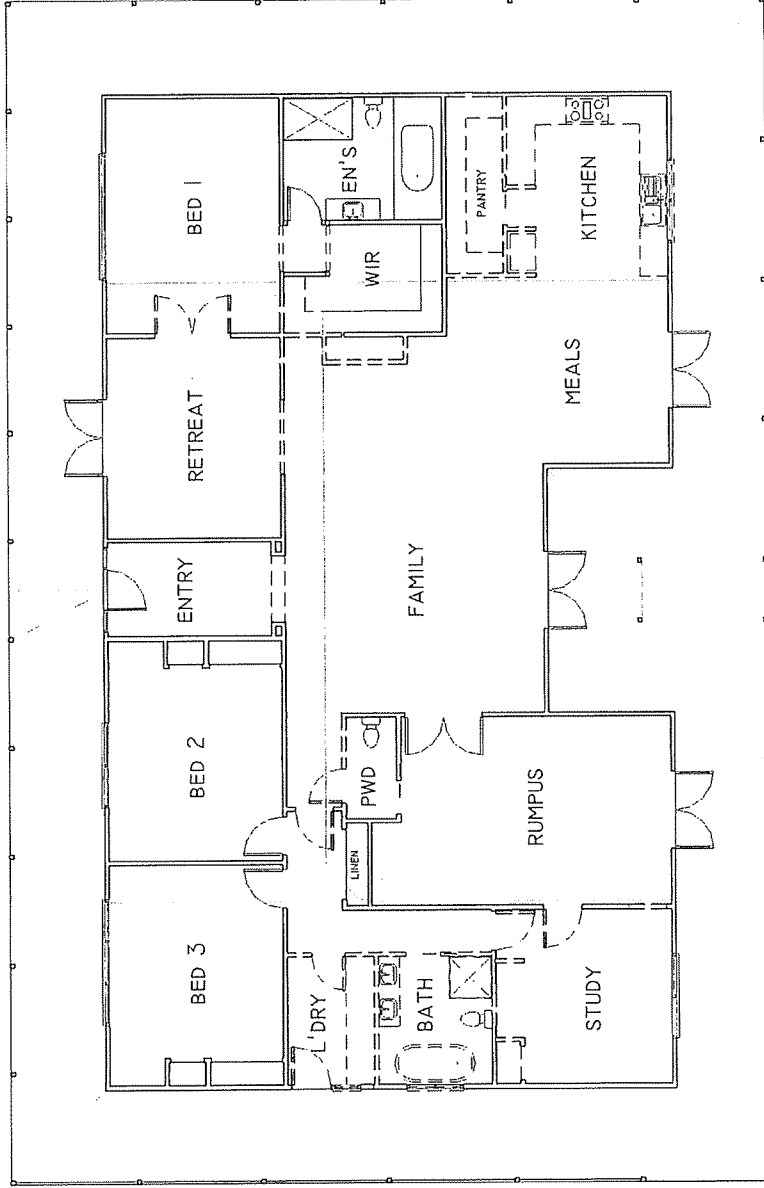 BED 3
BED 2
ENTRY
RETREAT
BED 1
L'DRY
LINEN
PWD
WIR
EN'S
BATH
FAMILY
PANTRY
STUDY
RUMPUS
MEALS
KITCHEN